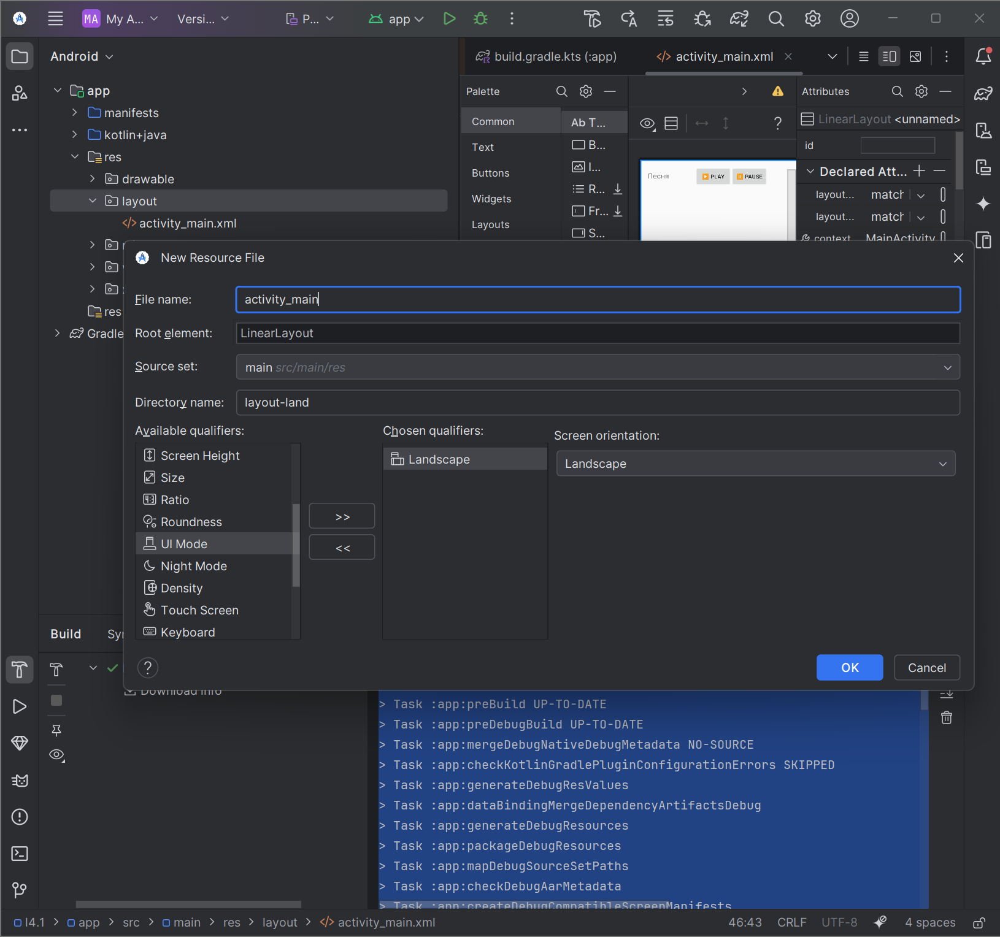 MA My A... Versi... P... app
Android
build.gradle.kts (:app) activity_main.xml
app
manifests
kotlin+java
res
drawable
layout
activity_main.xml
res
Gradle
Palette
Common
Text
Buttons
Widgets
Layouts
Ab T...
B...
I...
R...
Fr...
S...
?
Песня PLAY PAUSE
Attributes
LinearLayout <unnamed>
id
Declared Att...
layout... match
layout... match
context MainActivity
New Resource File
File name: activity_main
Root element: LinearLayout
Source set: main src/main/res
Directory name: layout-land
Available qualifiers:
Screen Height
Size
Ratio
Roundness
UI Mode
Night Mode
Density
Touch Screen
Keyboard
>>
<<
Chosen qualifiers:
Landscape
Screen orientation:
Landscape
? OK Cancel
Build Syn
Download info
> Task :app:preBuild UP-TO-DATE
> Task :app:preDebugBuild UP-TO-DATE
> Task :app:mergeDebugNativeDebugMetadata NO-SOURCE
> Task :app:checkKotlinGradlePluginConfigurationErrors SKIPPED
> Task :app:generateDebugResValues
> Task :app:dataBindingMergeDependencyArtifactsDebug
> Task :app:generateDebugResources
> Task :app:packageDebugResources
> Task :app:mapDebugSourceSetPaths
> Task :app:checkDebugAarMetadata
> Task :app:createDebugCompatibleScreenManifests
l4.1 > app > src > main > res > layout > activity_main.xml 46:43 CRLF UTF-8 4 spaces